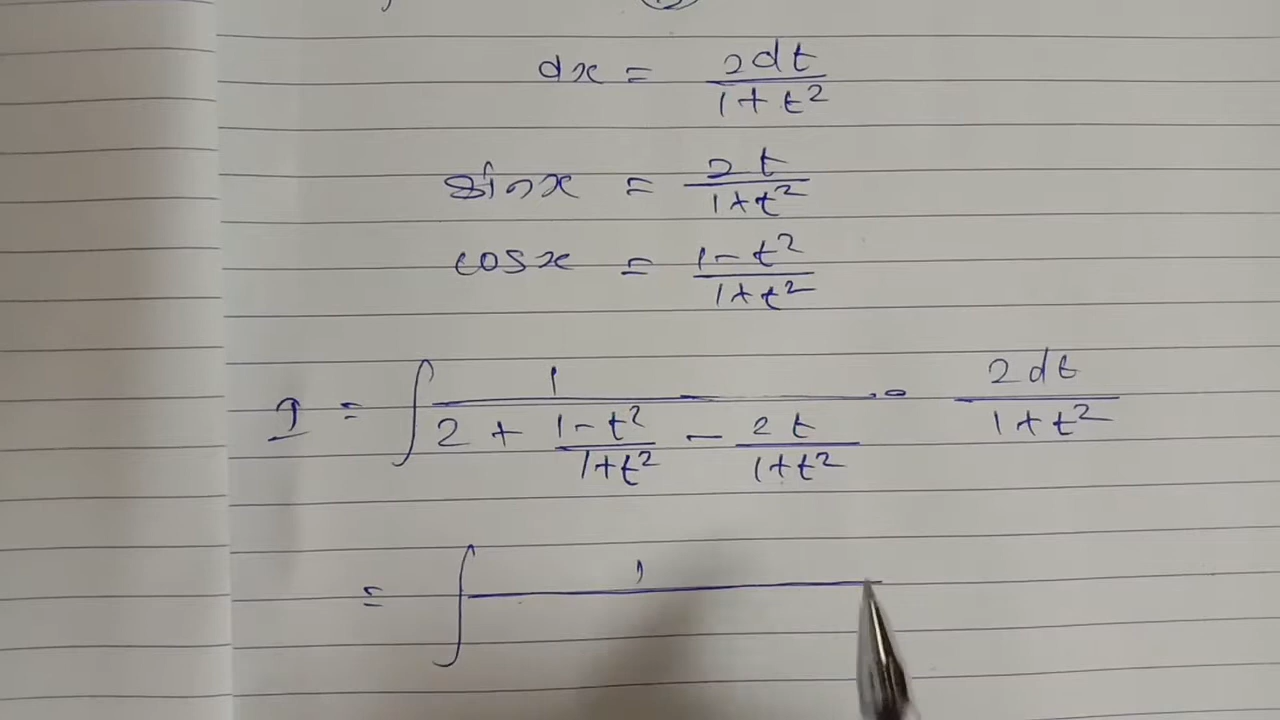 dx = 2dt / 1+t²
sinx = 2t / 1+t²
cosx = 1-t² / 1+t²
I = ∫ 1 / (2 + (1-t² / 1+t²) - (2t / 1+t²)) · 2dt / 1+t²
= ∫ 1